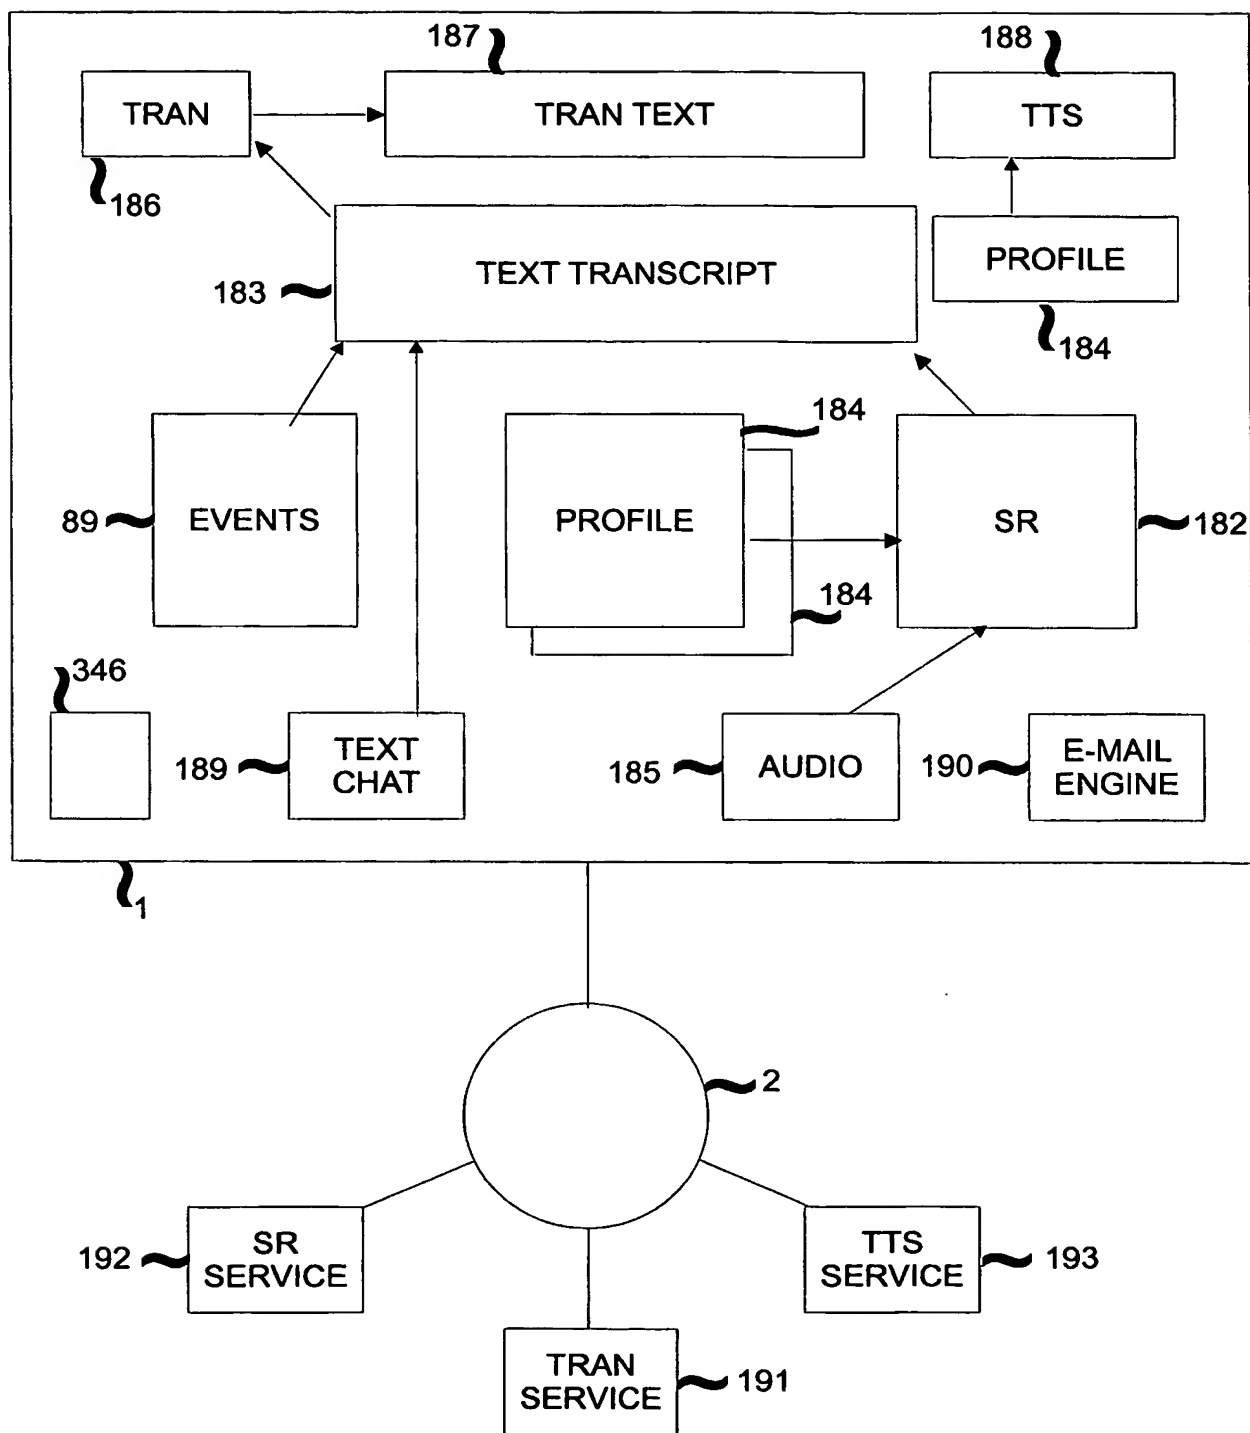 187
188
TRAN
TRAN TEXT
TTS
186
TEXT TRANSCRIPT
PROFILE
183
184
184
89
EVENTS
PROFILE
SR
182
184
346
189
TEXT
CHAT
185
AUDIO
190
E-MAIL
ENGINE
1
2
192
SR
SERVICE
TTS
SERVICE
193
TRAN
SERVICE
191